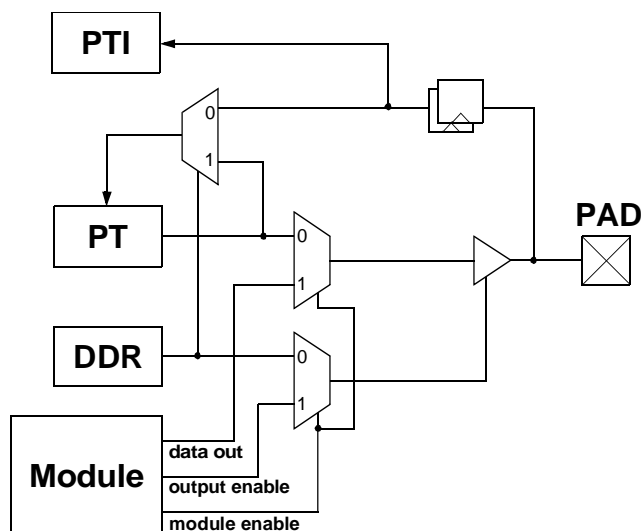 PTI
0
1
PT
0
PAD
1
DDR
0
1
data out
Module
output enable
module enable